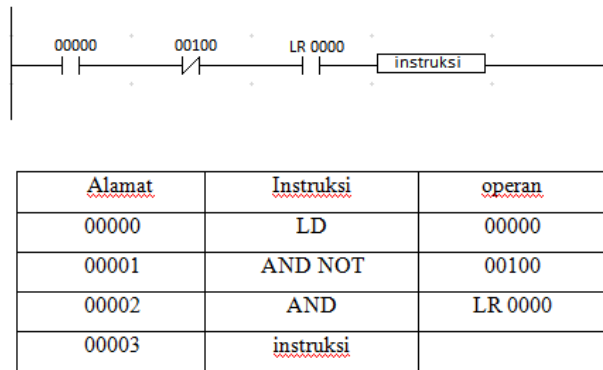 00000 00100 LR 0000
instruksi
Alamat Instruksi operan
00000 LD 00000
00001 AND NOT 00100
00002 AND LR 0000
00003 instruksi